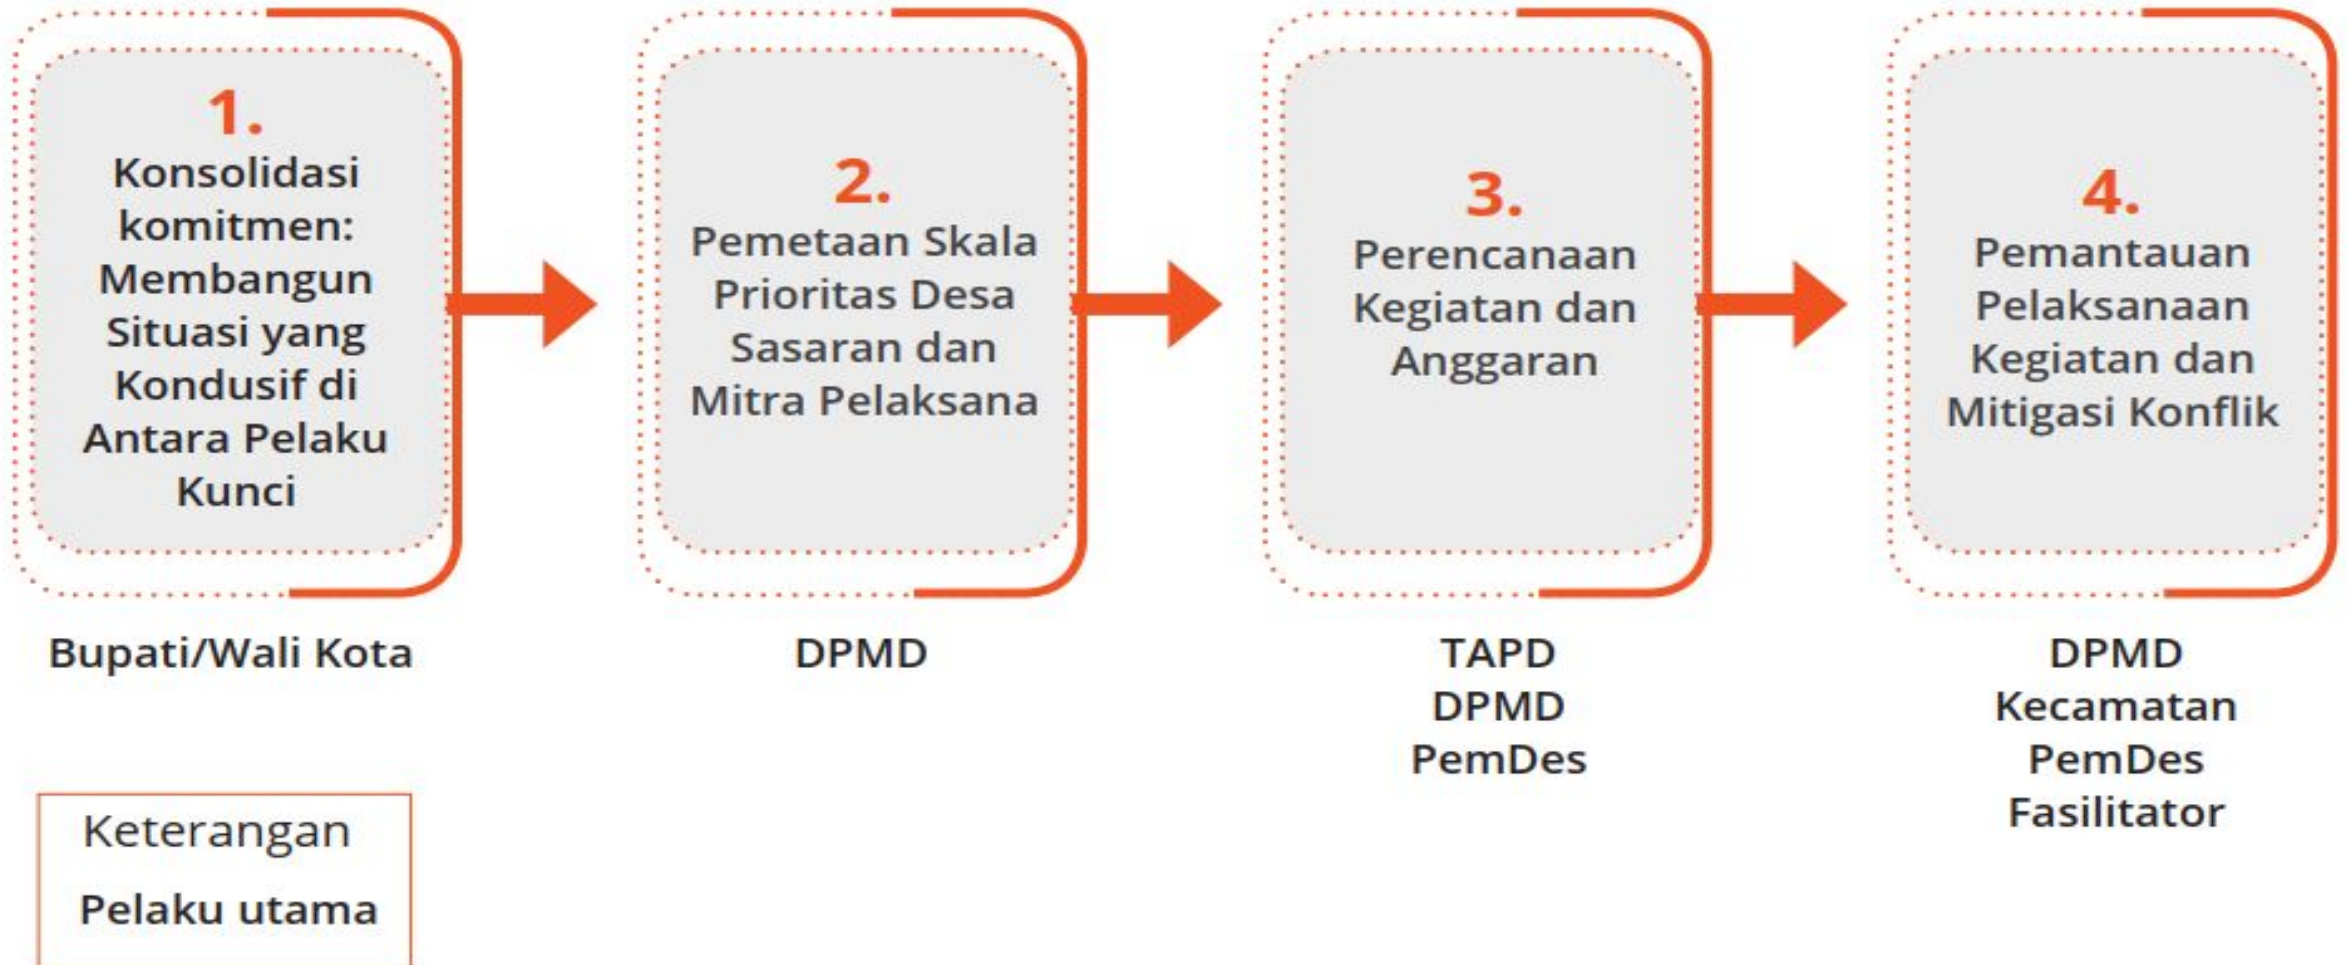 1.
Konsolidasi
komitmen:
Membangun
Situasi yang
Kondusif di
Antara Pelaku
Kunci
Bupati/Wali Kota
2.
Pemetaan Skala
Prioritas Desa
Sasaran dan
Mitra Pelaksana
DPMD
3.
Perencanaan
Kegiatan dan
Anggaran
TAPD
DPMD
PemDes
4.
Pemantauan
Pelaksanaan
Kegiatan dan
Mitigasi Konflik
DPMD
Kecamatan
PemDes
Fasilitator
Keterangan
Pelaku utama